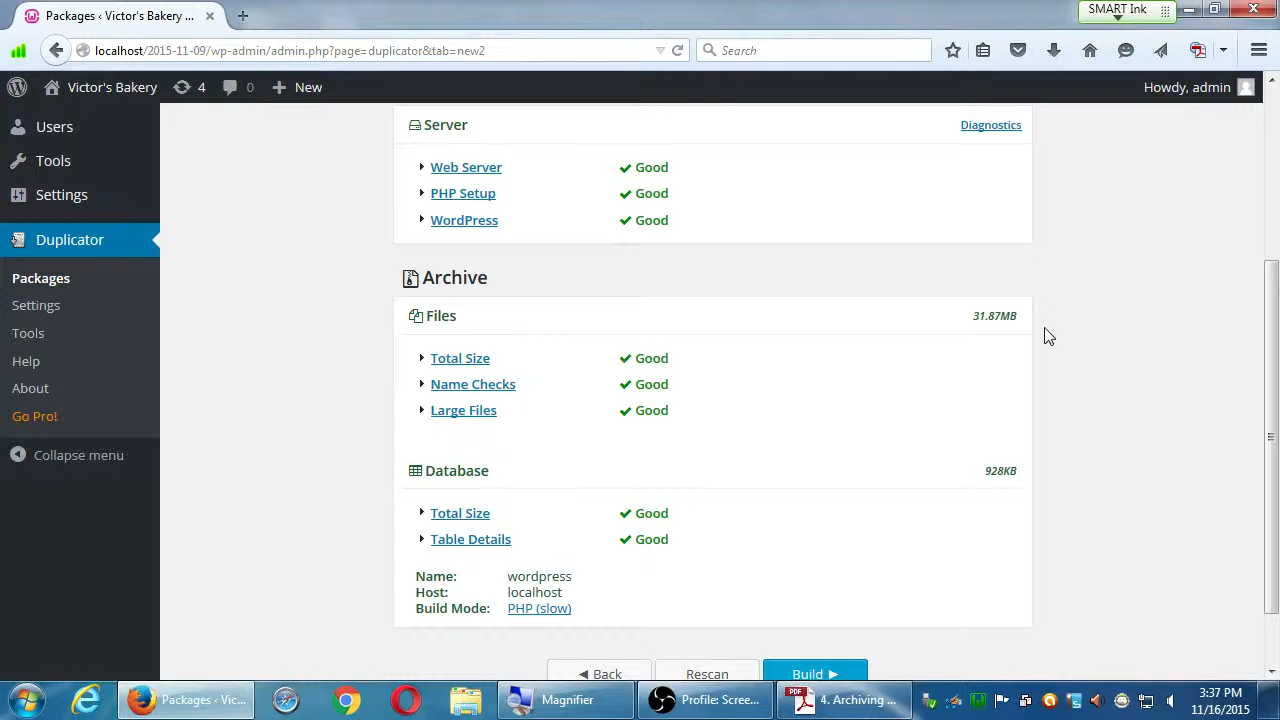 Packages ‹ Victor's Bakery ...
SMART Ink
localhost/2015-11-09/wp-admin/admin.php?page=duplicator&tab=new2
Search
Victor's Bakery
4
0
New
Howdy, admin
Users
Tools
Settings
Duplicator
Packages
Settings
Tools
Help
About
Go Pro!
Collapse menu
Server
Diagnostics
Web Server Good
PHP Setup Good
WordPress Good
Archive
Files 31.87MB
Total Size Good
Name Checks Good
Large Files Good
Database 928KB
Total Size Good
Table Details Good
Name: wordpress
Host: localhost
Build Mode: PHP (slow)
◀ Back
Rescan
Build ▶
Packages ‹ Vic...
Magnifier
Profile: Scree...
PDF
4. Archiving ...
3:37 PM
11/16/2015